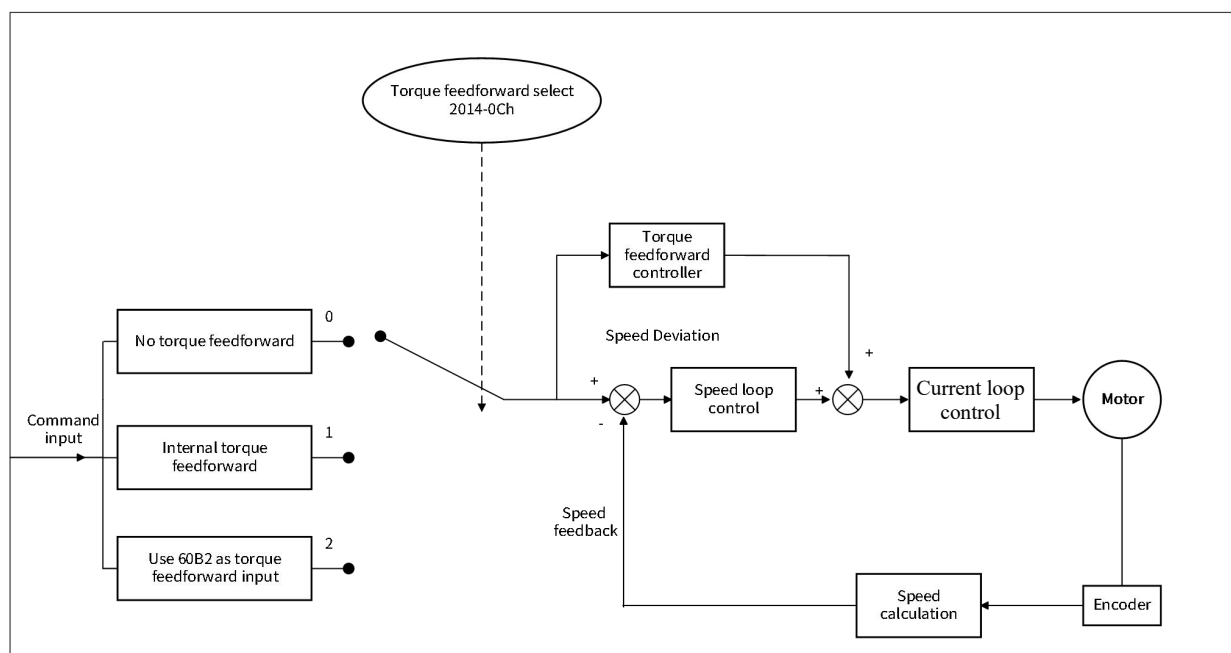 Torque feedforward select
2014-0Ch
Torque
feedforward
controller
0
No torque feedforward
Speed Deviation
+
+
Speed loop
control
+
Current loop
control
Motor
-
Command
input
1
Internal torque
feedforward
Speed
feedback
2
Use 60B2 as torque
feedforward input
Speed
calculation
Encoder